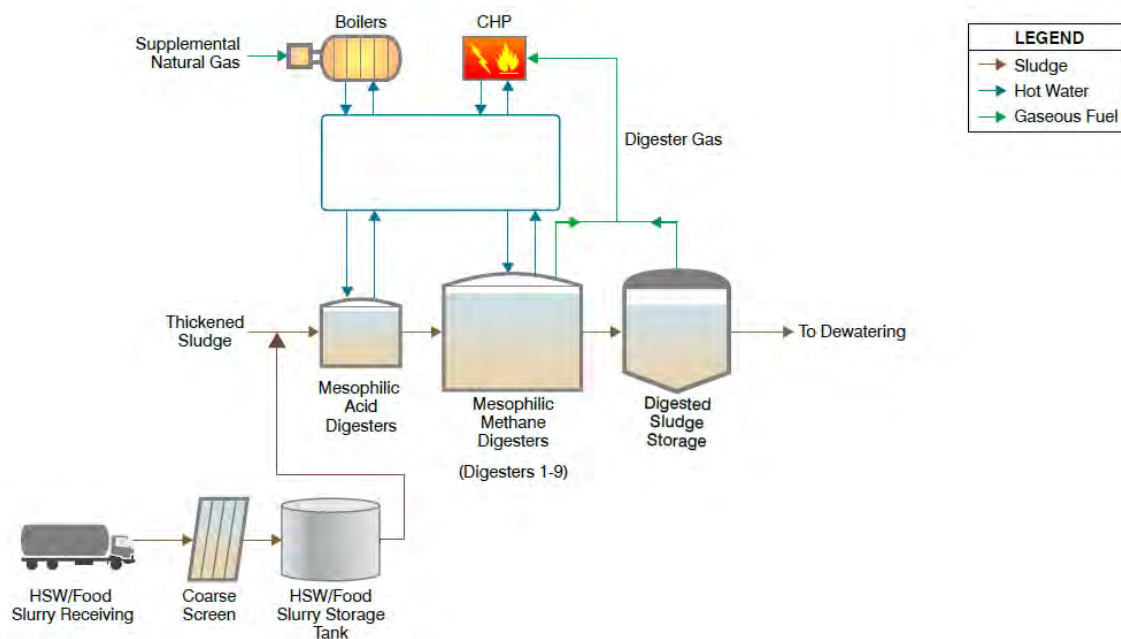 Boilers
CHP
Supplemental
Natural Gas
LEGEND
Sludge
Hot Water
Gaseous Fuel
Digester Gas
Thickened
Sludge
To Dewatering
Mesophilic
Acid
Digesters
Mesophilic
Methane
Digesters
(Digesters 1-9)
Digested
Sludge
Storage
HSW/Food
Slurry Receiving
Coarse
Screen
HSW/Food
Slurry Storage
Tank